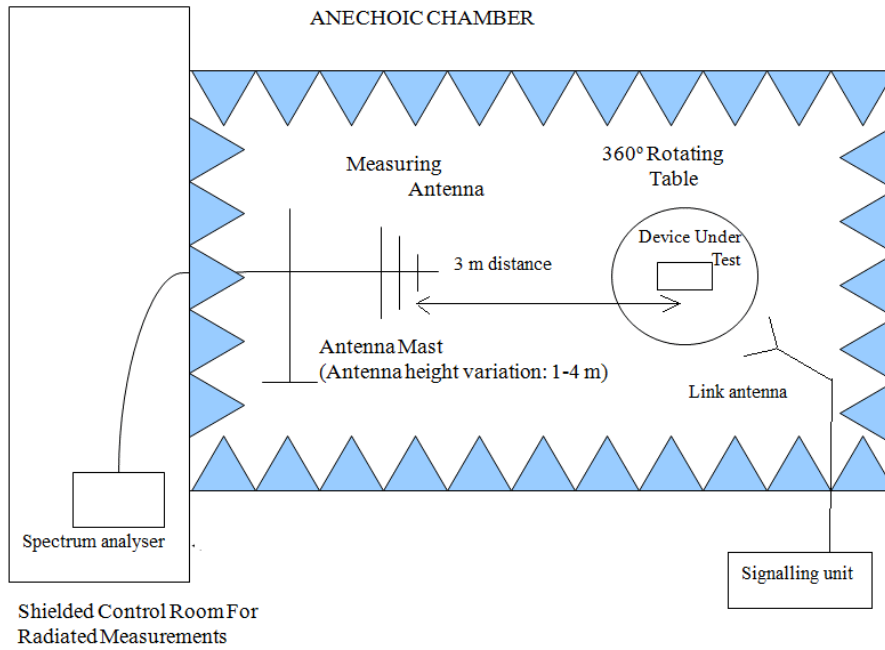 ANECHOIC CHAMBER
Measuring
Antenna
360° Rotating
Table
Device Under
Test
3 m distance
Antenna Mast
(Antenna height variation: 1-4 m)
Link antenna
Spectrum analyser
Signalling unit
Shielded Control Room For
Radiated Measurements